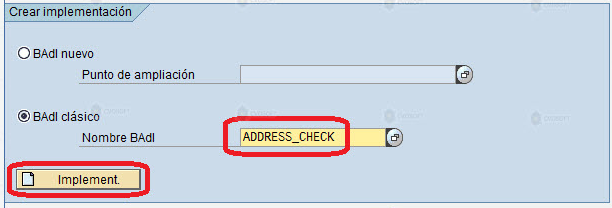 Crear implementación
BAdI nuevo
Punto de ampliación
BAdI clásico
Nombre BAdI
ADDRESS_CHECK
Implement.